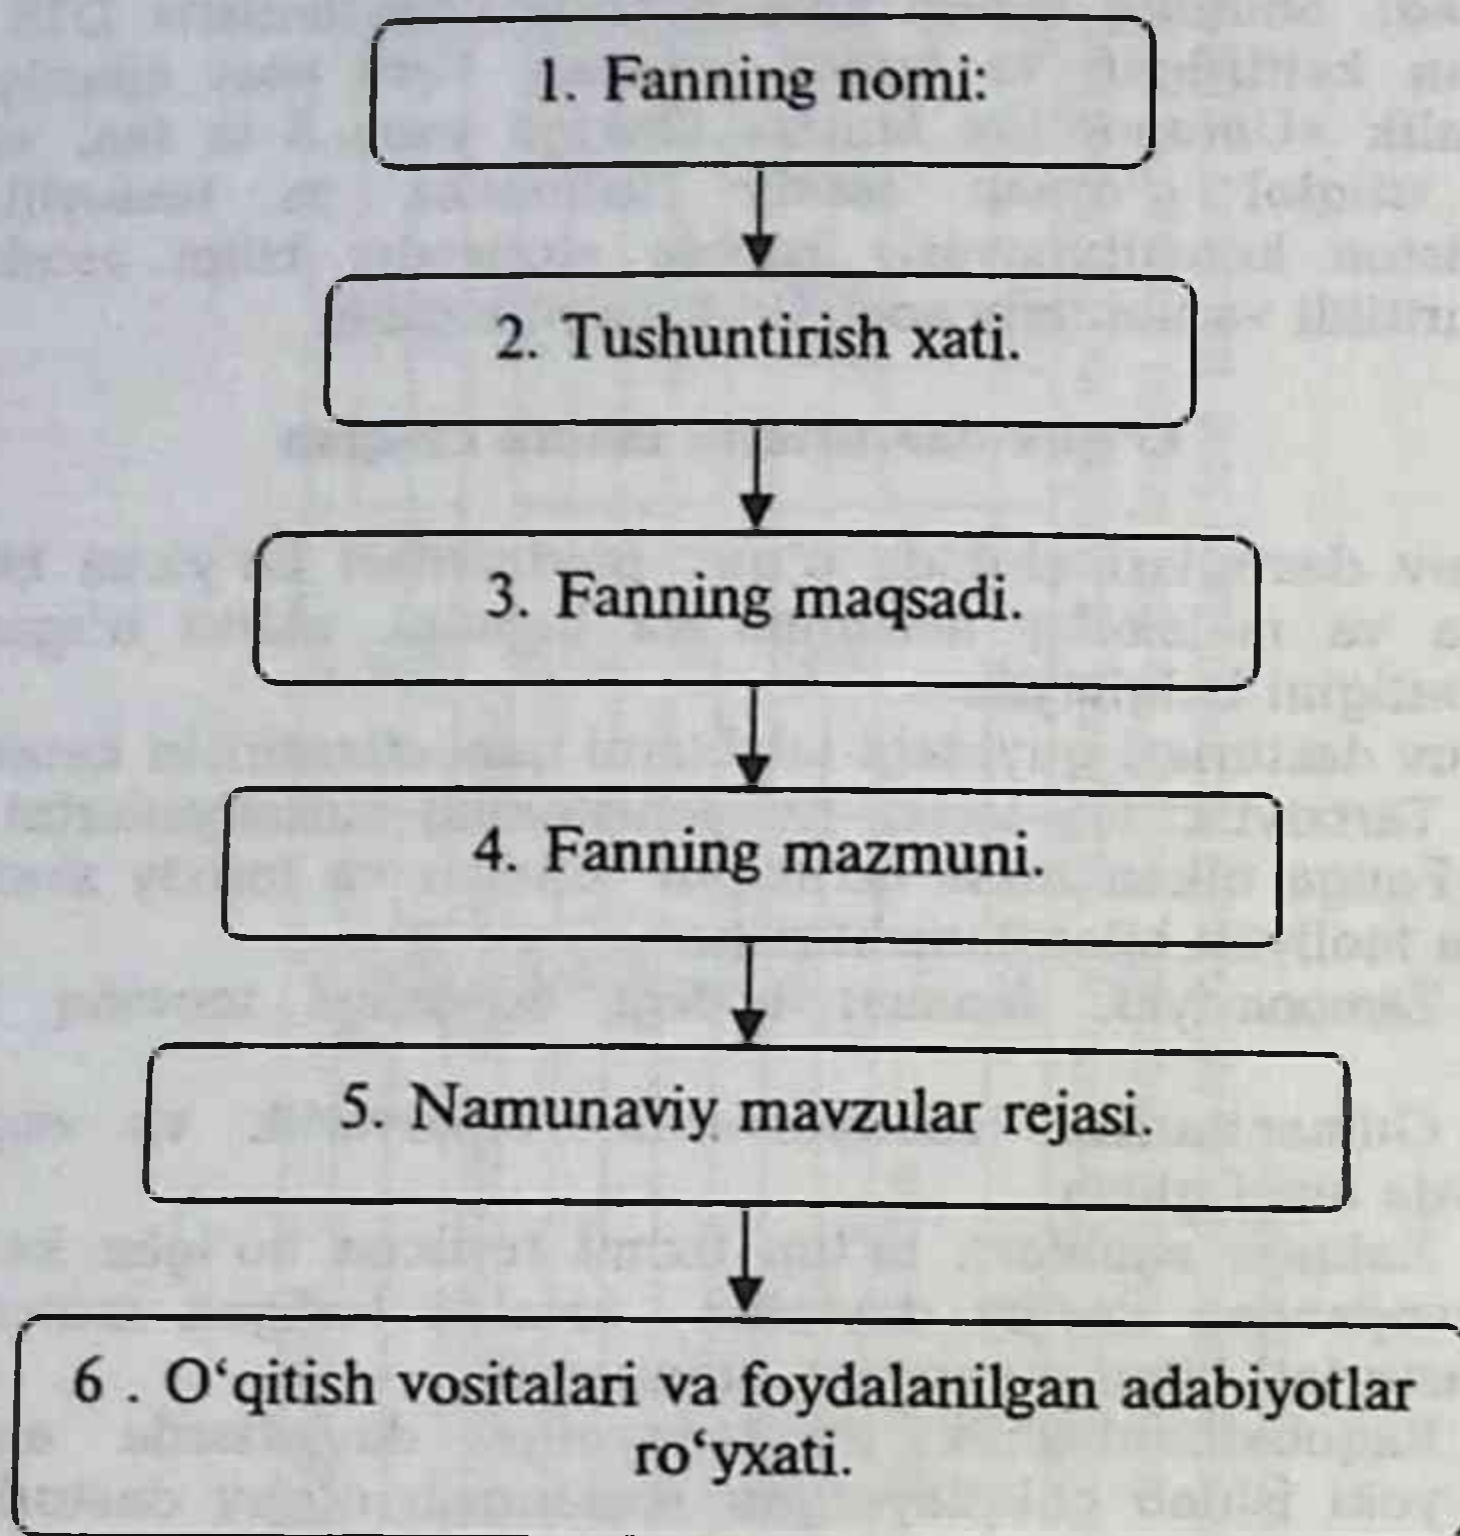 1. Fanning nomi:
2. Tushuntirish xati.
3. Fanning maqsadi.
4. Fanning mazmuni.
5. Namunaviy mavzular rejasi.
6 . O‘qitish vositalari va foydalanilgan adabiyotlar
ro‘yxati.